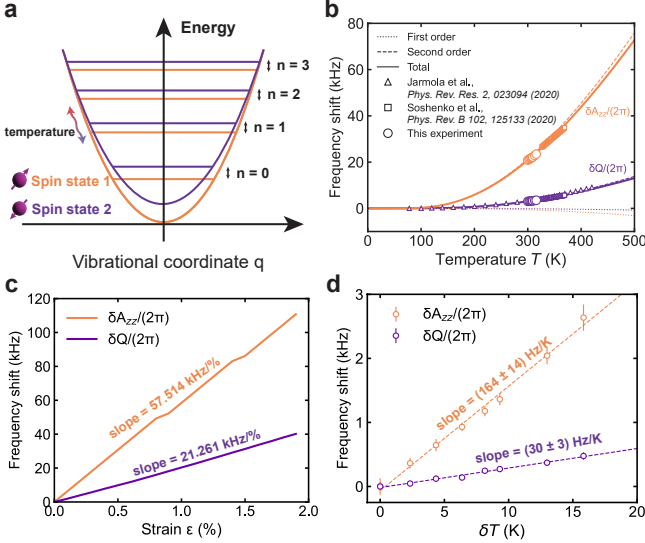 a
Energy
n = 3
n = 2
n = 1
n = 0
temperature
Spin state 1
Spin state 2
Vibrational coordinate q
b
Frequency shift (kHz)
80
60
40
20
0
First order
Second order
Total
Jarmola et al.,
Phys. Rev. Res. 2, 023094 (2020)
Soshenko et al.,
Phys. Rev. B 102, 125133 (2020)
This experiment
δAzz/(2π)
δQ/(2π)
0 100 200 300 400 500
Temperature T (K)
c
Frequency shift (kHz)
120
100
80
60
40
20
0
δAzz/(2π)
δQ/(2π)
slope = 57.514 kHz/%
slope = 21.261 kHz/%
0.0 0.5 1.0 1.5 2.0
Strain ε (%)
d
Frequency shift (kHz)
3
2
1
0
δAzz/(2π)
δQ/(2π)
slope = (164 ± 14) Hz/K
slope = (30 ± 3) Hz/K
0 5 10 15 20
δT (K)